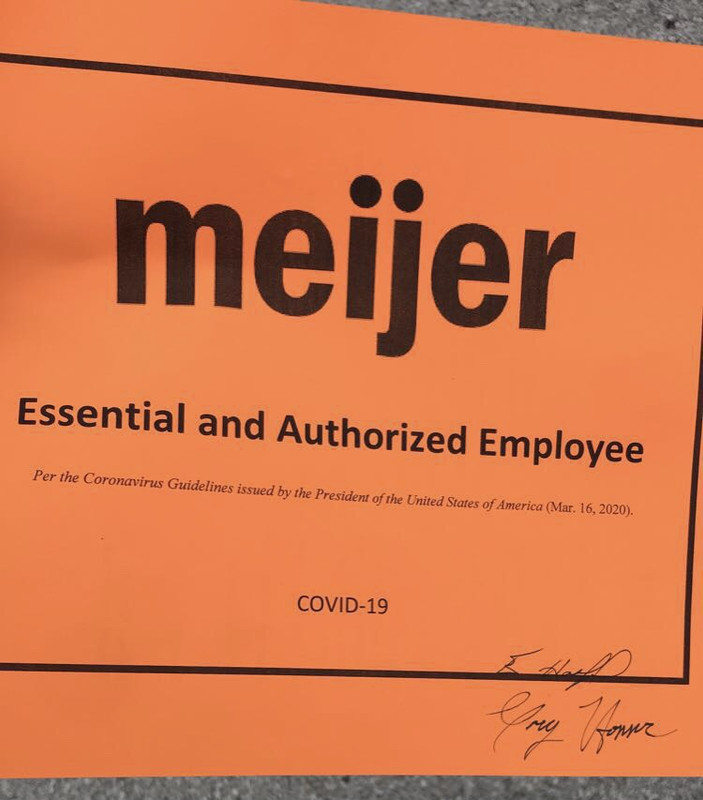 meijer
Essential and Authorized Employee
Per the Coronavirus Guidelines issued by the President of the United States of America (Mar. 16, 2020).
COVID-19